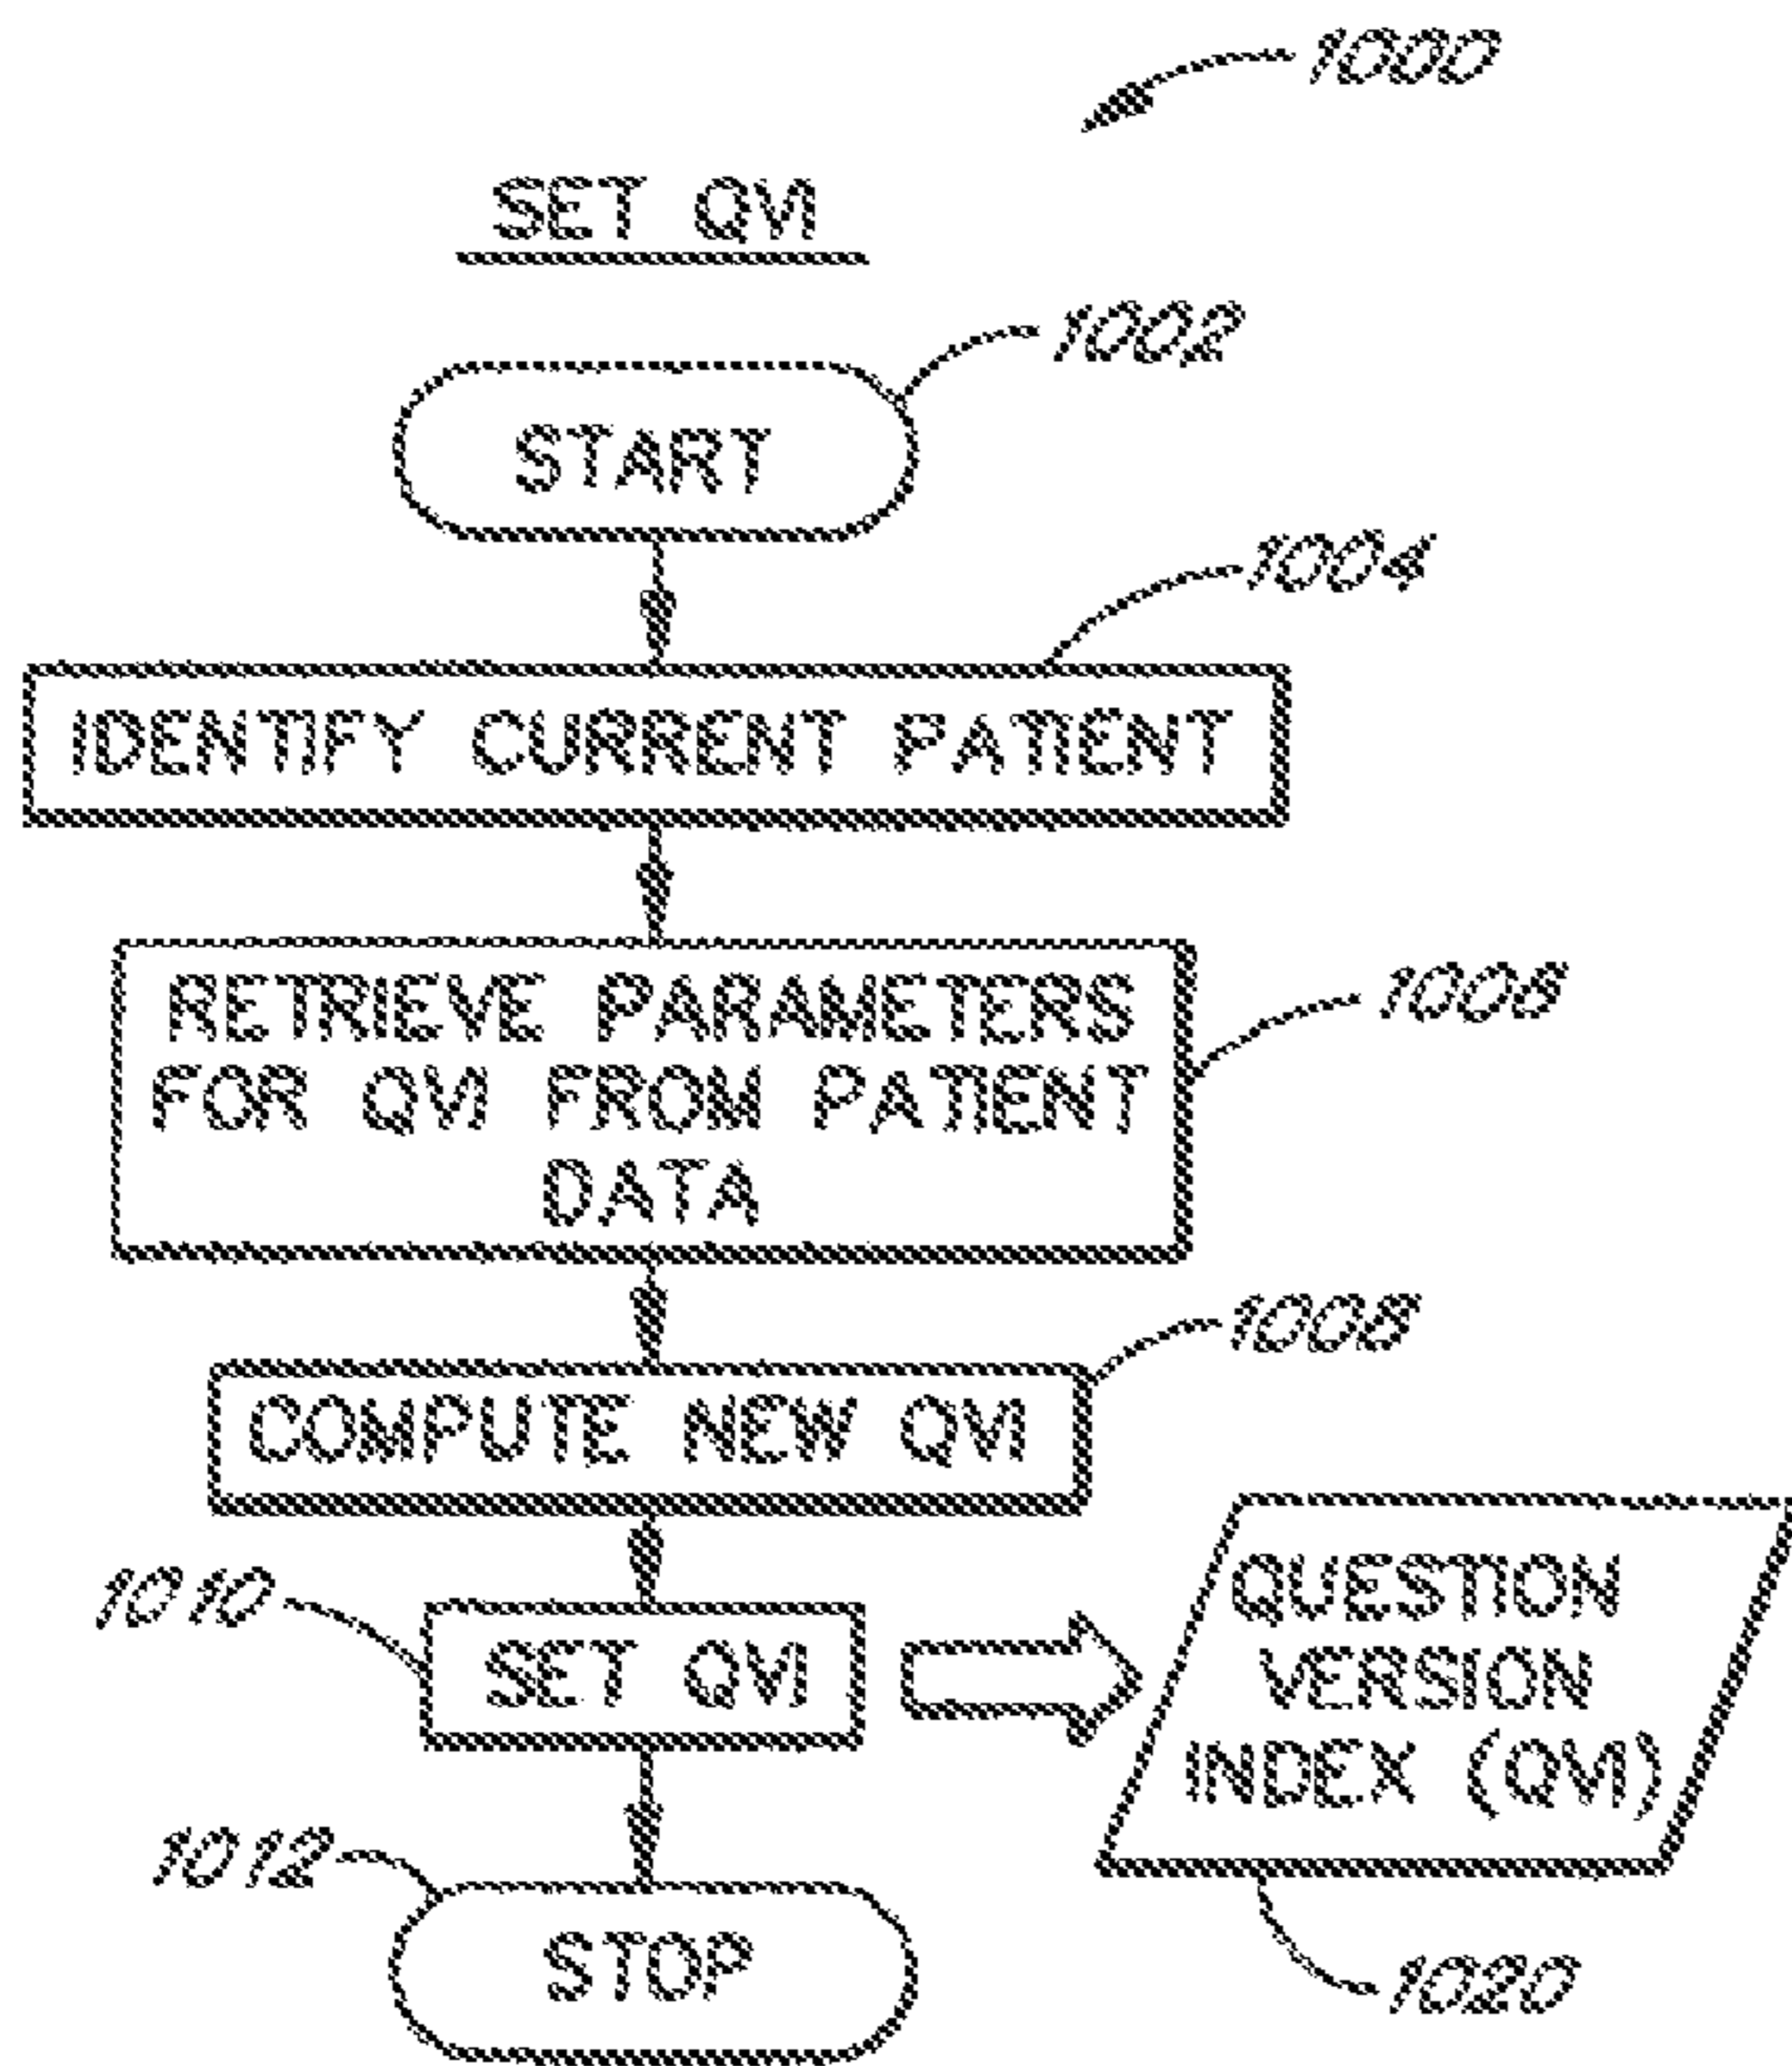 1000
SET QVI
1002
START
1004
IDENTIFY CURRENT PATIENT
1006
RETRIEVE PARAMETERS
FOR QVI FROM PATIENT
DATA
1008
COMPUTE NEW QVI
1010
SET QVI
QUESTION
VERSION
INDEX (QVI)
1012
STOP
1020